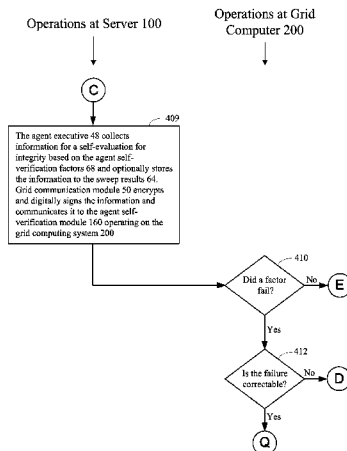 Operations at Server 100
Operations at Grid
Computer 200
C
409
The agent executive 48 collects
information for a self-evaluation for
integrity based on the agent self-
verification factors 68 and optionally stores
the information to the sweep results 64.
Grid communication module 50 encrypts
and digitally signs the information and
communicates it to the agent self-
verification module 160 operating on the
grid computing system 200
410
Did a factor
fail?
No
E
Yes
412
Is the failure
correctable?
No
D
Yes
Q